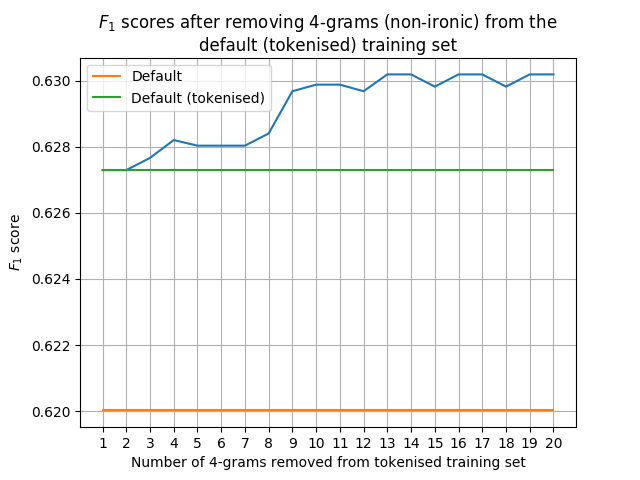 F1 scores after removing 4-grams (non-ironic) from the
default (tokenised) training set
Default
Default (tokenised)
0.630
0.628
0.626
0.624
0.622
0.620
F1 score
1 2 3 4 5 6 7 8 9 10 11 12 13 14 15 16 17 18 19 20
Number of 4-grams removed from tokenised training set